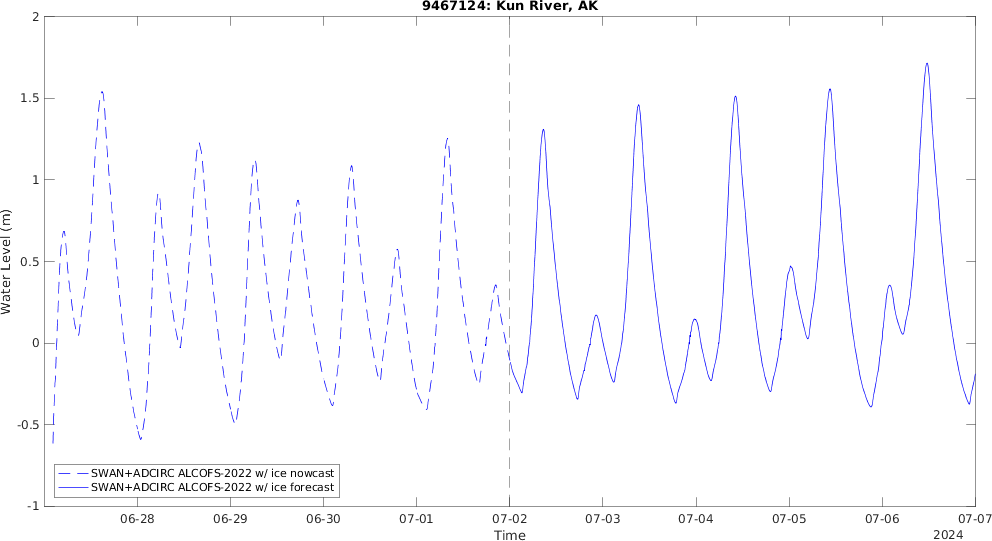 9467124: Kun River, AK
Water Level (m)
2
1.5
1
0.5
0
-0.5
-1
SWAN+ADCIRC ALCOFS-2022 w/ ice nowcast
SWAN+ADCIRC ALCOFS-2022 w/ ice forecast
06-28 06-29 06-30 07-01 07-02 07-03 07-04 07-05 07-06 07-07
Time
2024